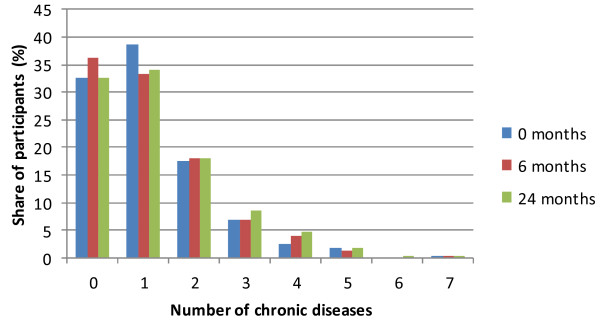 45
40
35
30
25
20
15
10
5
0
Share of participants (%)
0 1 2 3 4 5 6 7
Number of chronic diseases
0 months
6 months
24 months